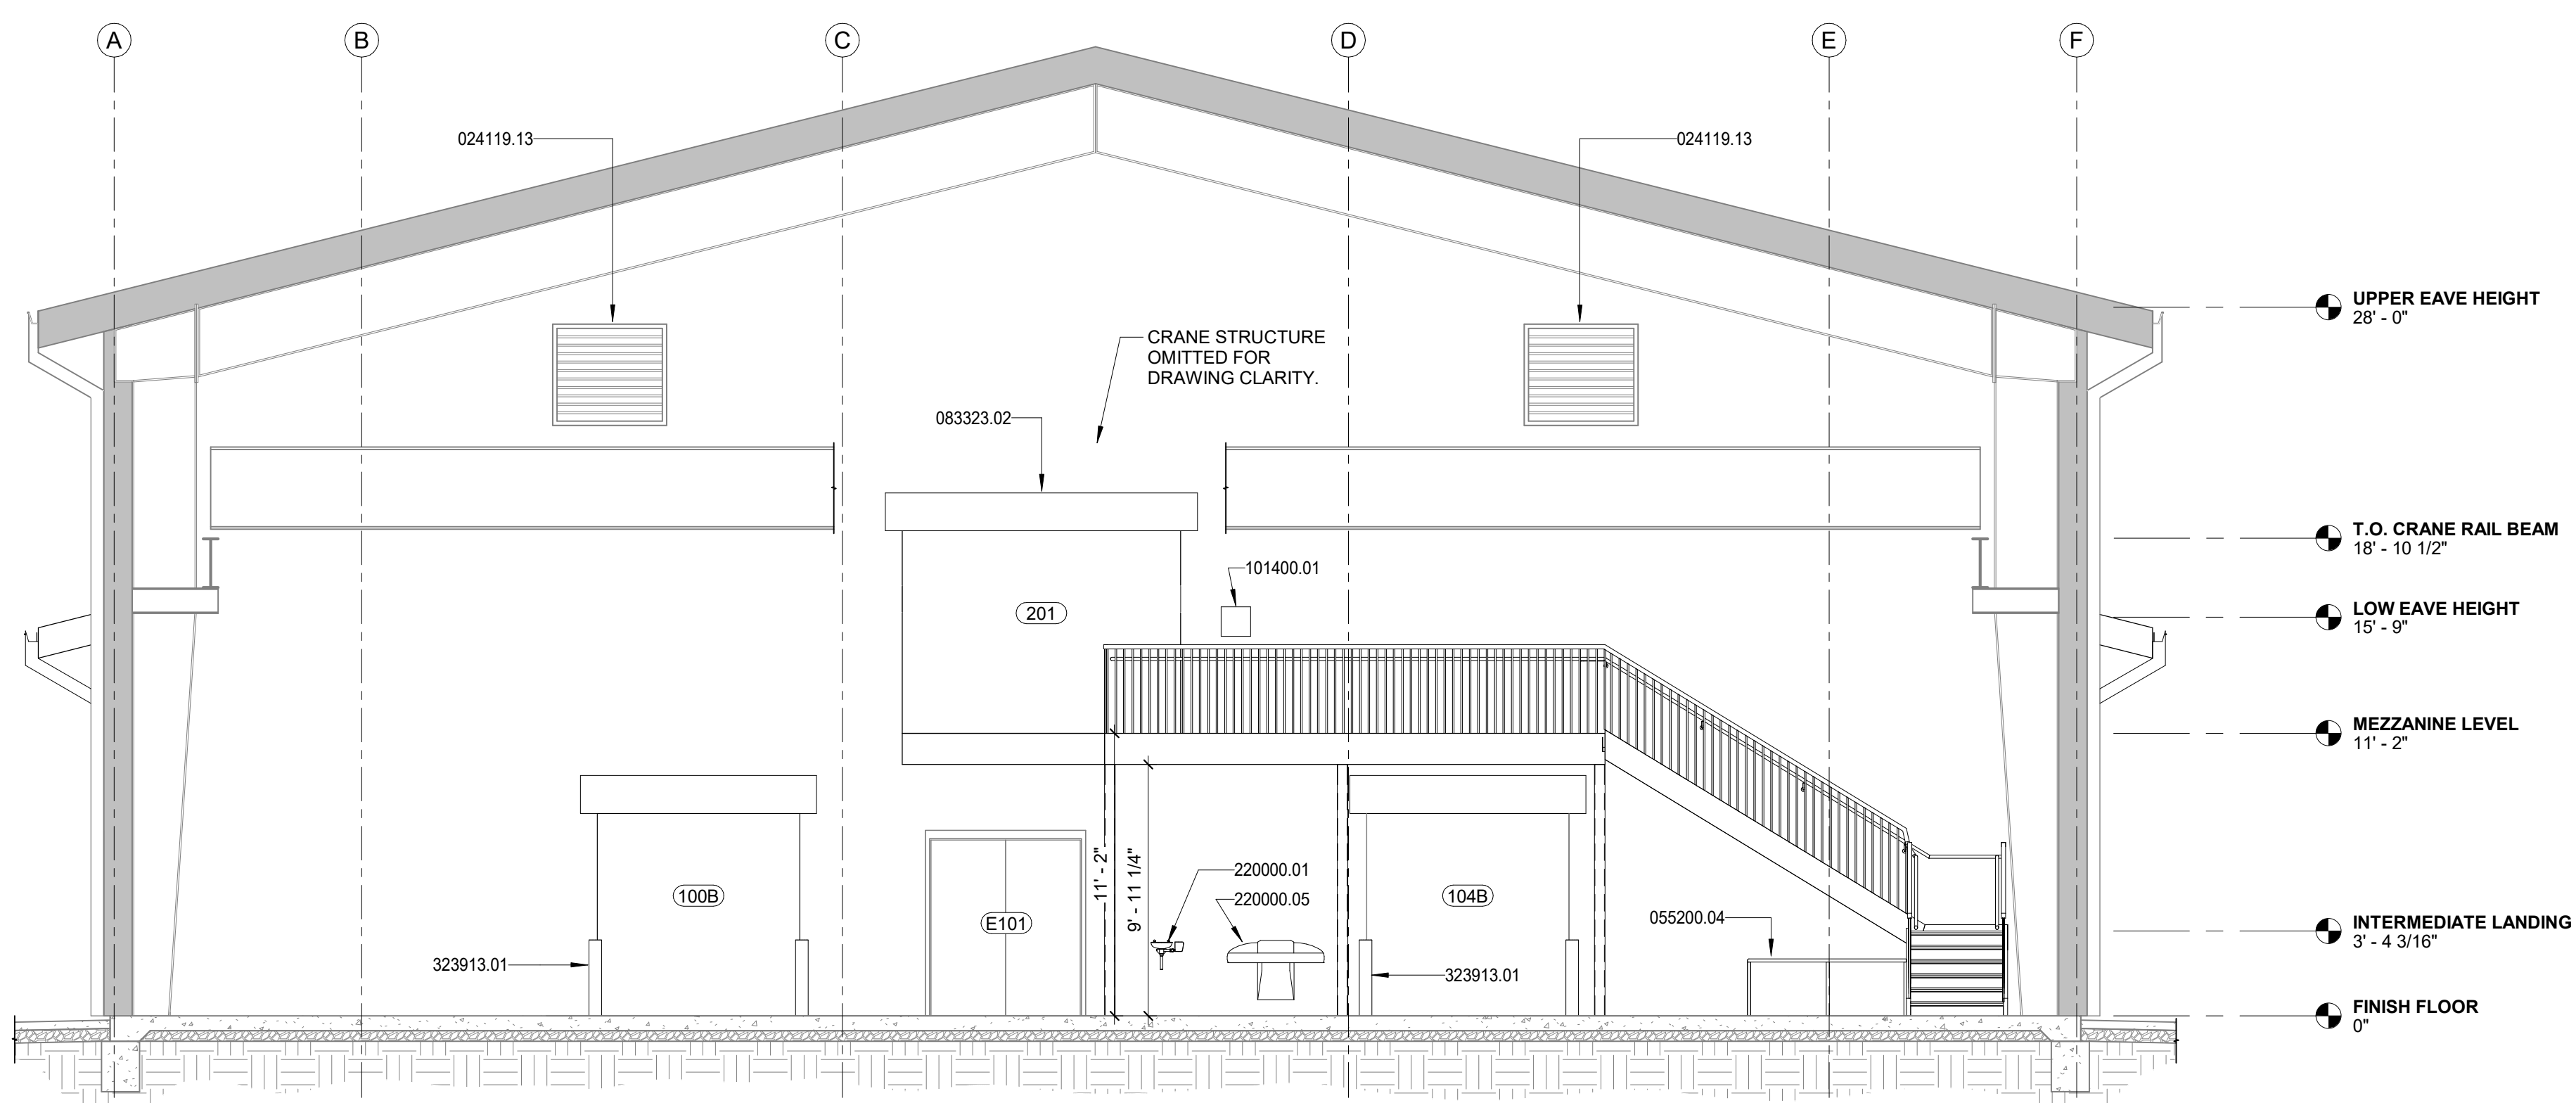 A
B
C
D
E
F
024119.13
024119.13
UPPER EAVE HEIGHT
28' - 0"
CRANE STRUCTURE
OMITTED FOR
DRAWING CLARITY.
083323.02
T.O. CRANE RAIL BEAM
18' - 10 1/2"
101400.01
201
LOW EAVE HEIGHT
15' - 9"
MEZZANINE LEVEL
11' - 2"
11' - 2"
9' - 11 1/4"
220000.01
220000.05
100B
E101
104B
055200.04
323913.01
323913.01
INTERMEDIATE LANDING
3' - 4 3/16"
FINISH FLOOR
0"